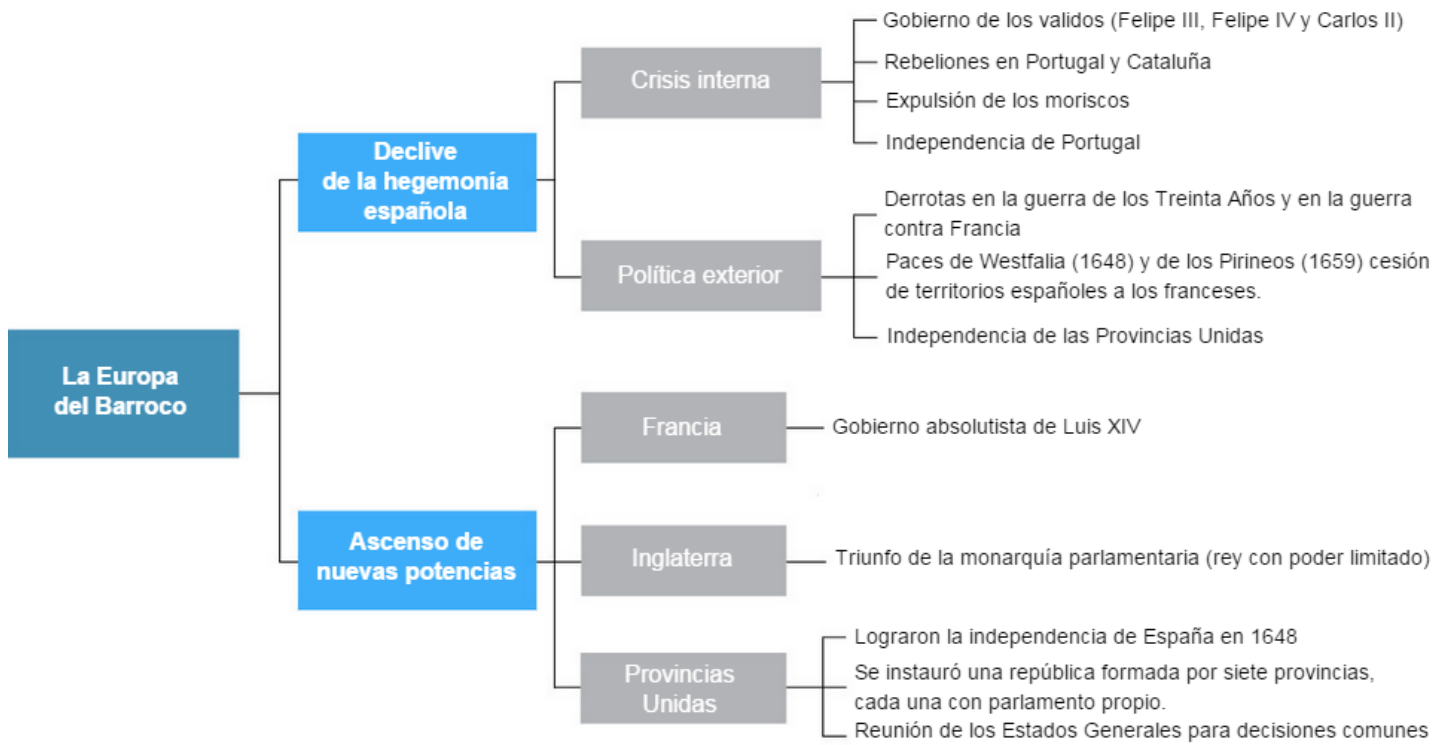 La Europa
del Barroco
Declive
de la hegemonía
española
Crisis interna
Gobierno de los validos (Felipe III, Felipe IV y Carlos II)
Rebeliones en Portugal y Cataluña
Expulsión de los moriscos
Independencia de Portugal
Política exterior
Derrotas en la guerra de los Treinta Años y en la guerra
contra Francia
Paces de Westfalia (1648) y de los Pirineos (1659) cesión
de territorios españoles a los franceses.
Independencia de las Provincias Unidas
Ascenso de
nuevas potencias
Francia
Gobierno absolutista de Luis XIV
Inglaterra
Triunfo de la monarquía parlamentaria (rey con poder limitado)
Provincias
Unidas
Lograron la independencia de España en 1648
Se instauró una república formada por siete provincias,
cada una con parlamento propio.
Reunión de los Estados Generales para decisiones comunes